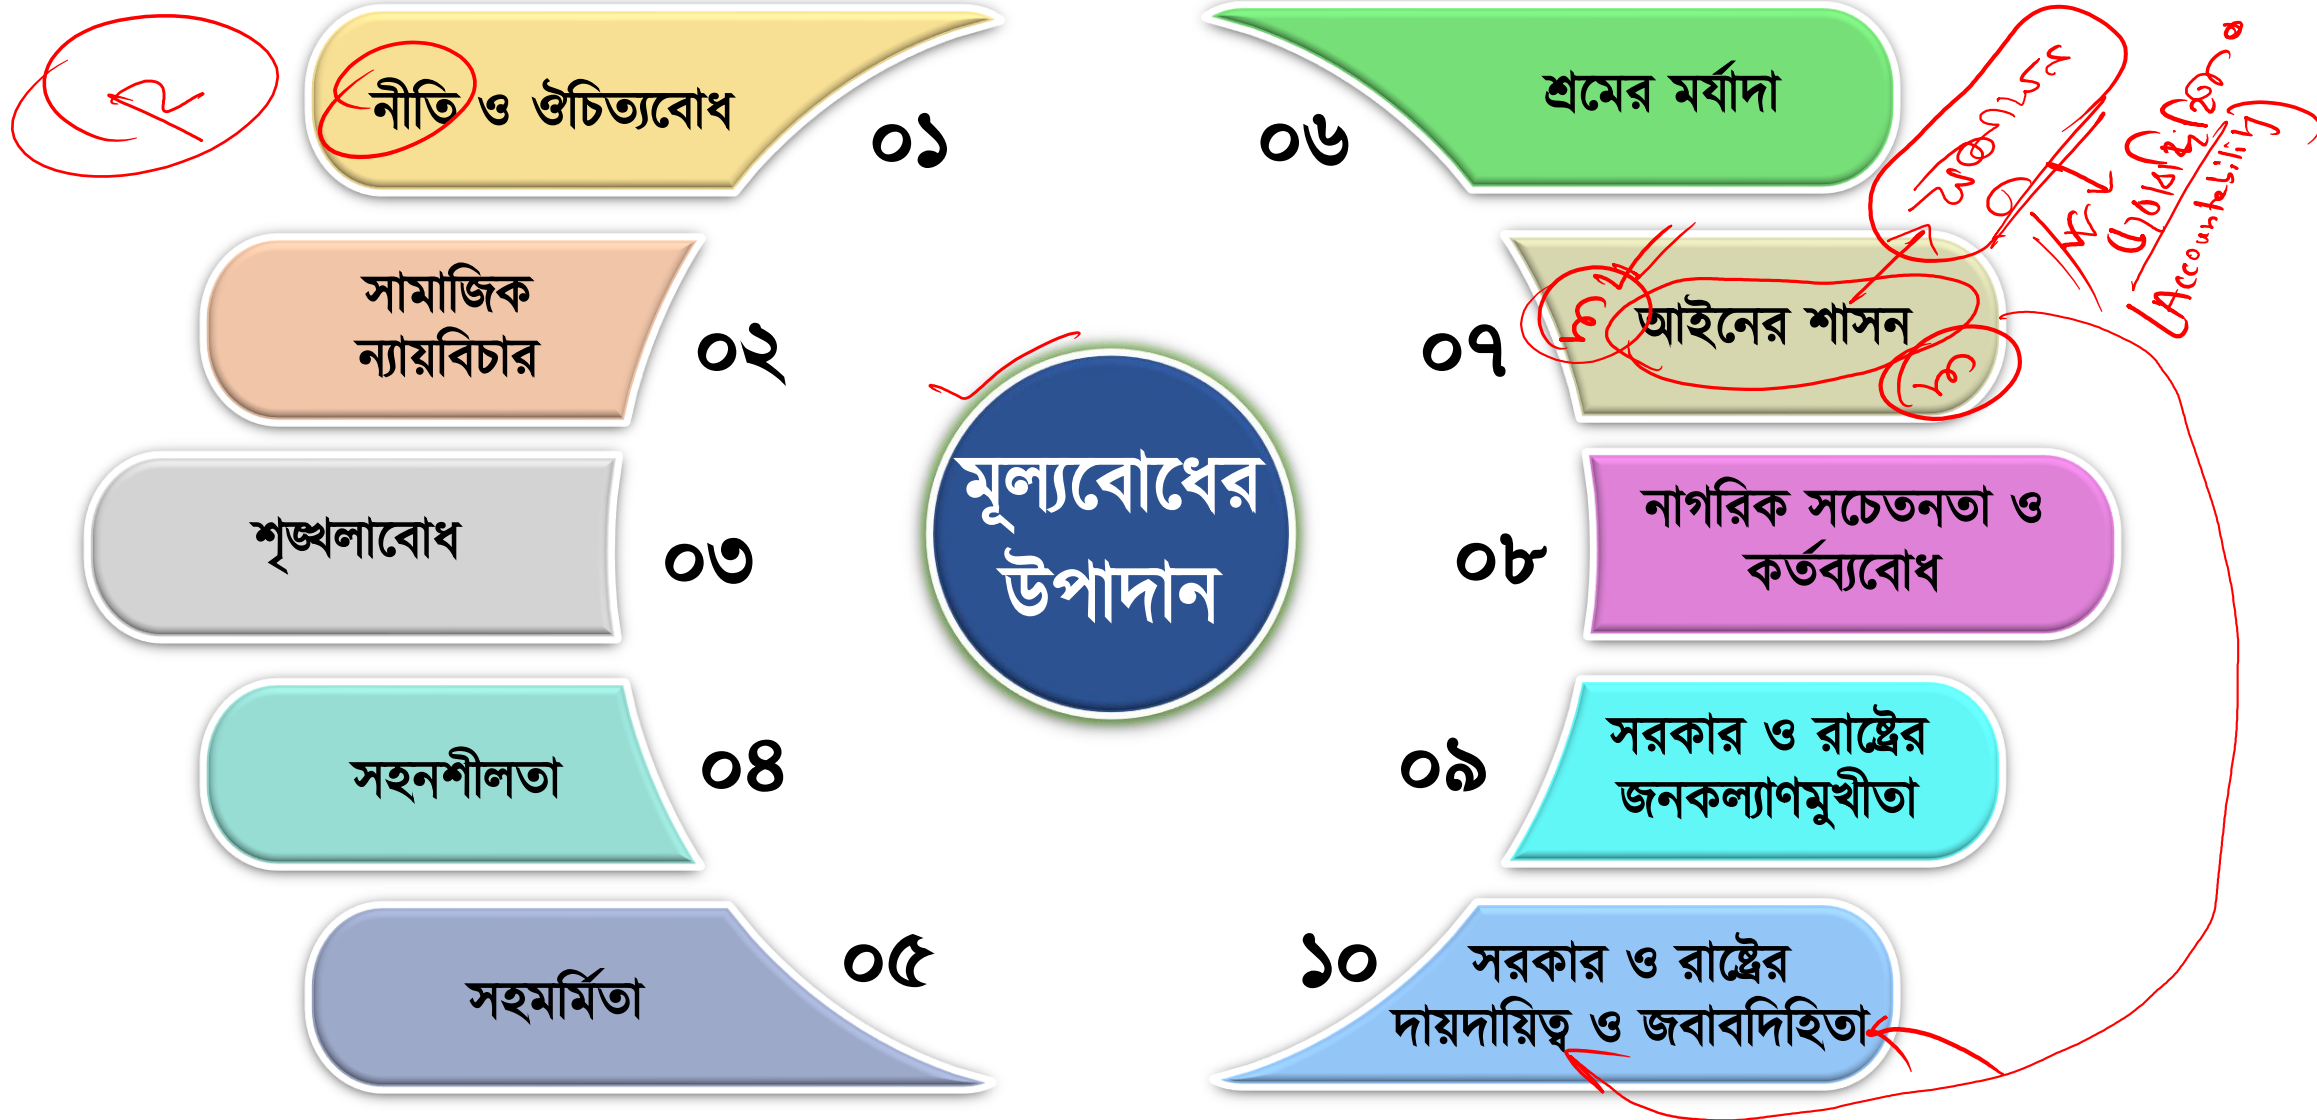 নীতি ও ঔচিত্যবোধ
০১
সামাজিক
ন্যায়বিচার
০২
শৃঙ্খলাবোধ
০৩
সহনশীলতা
০৪
সহমর্মিতা
০৫
মূল্যবোধের
উপাদান
শ্রমের মর্যাদা
০৬
আইনের শাসন
০৭
নাগরিক সচেতনতা ও
কর্তব্যবোধ
০৮
সরকার ও রাষ্ট্রের
জনকল্যাণমুখীতা
০৯
সরকার ও রাষ্ট্রের
দায়দায়িত্ব ও জবাবদিহিতা
১০
(Accountability)